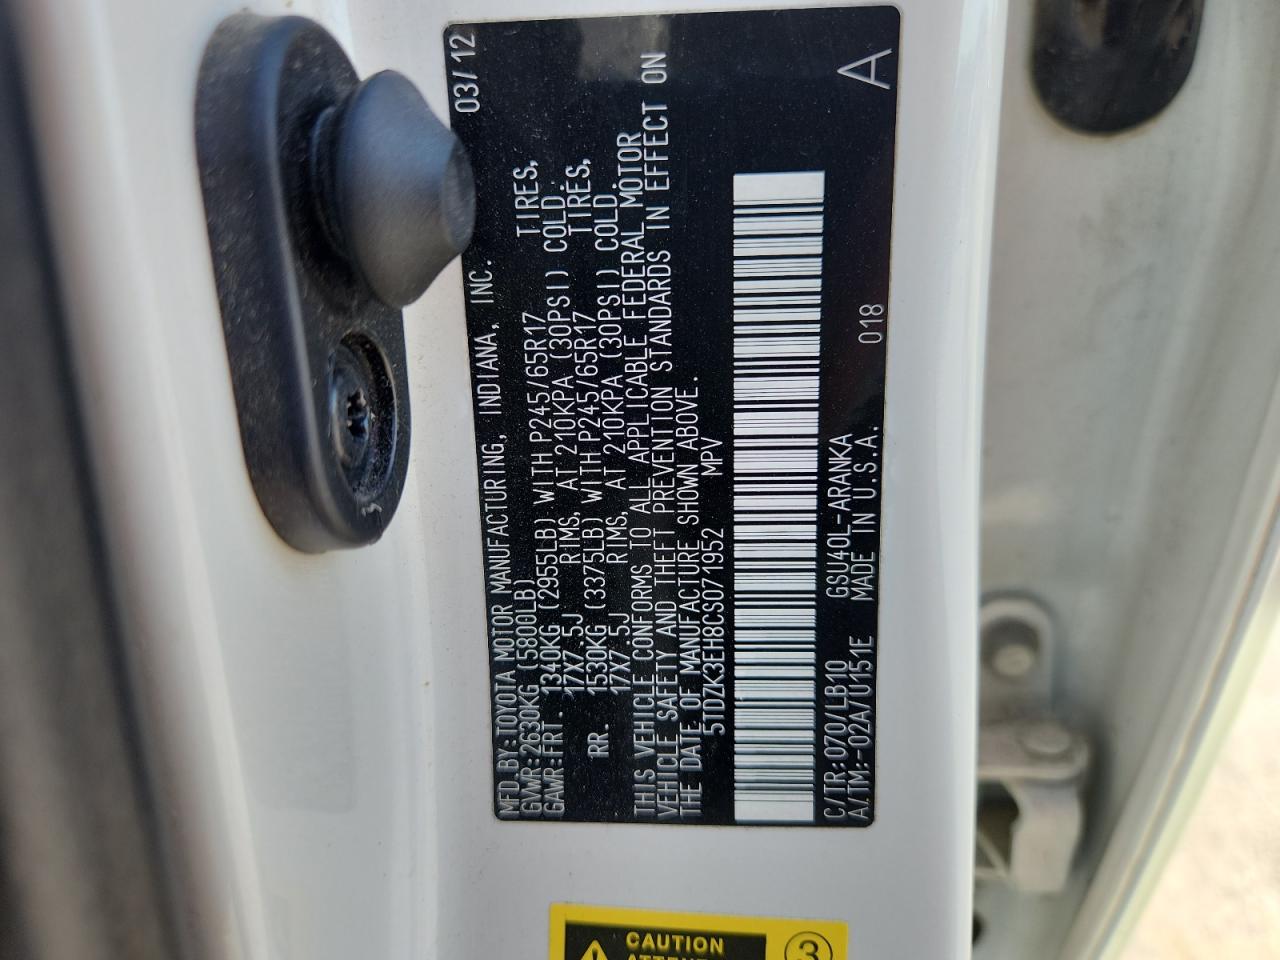 MFD.BY:TOYOTA MOTOR MANUFACTURING, INDIANA, INC. 03/12
GVWR:2630KG (5800LB)
GAWR:FRT. 1340KG (2955LB) WITH P245/65R17 TIRES,
17X7.5J RIMS, AT 210KPA (30PSI) COLD.
RR. 1530KG (3375LB) WITH P245/65R17 TIRES,
17X7.5J RIMS, AT 210KPA (30PSI) COLD.
THIS VEHICLE CONFORMS TO ALL APPLICABLE FEDERAL MOTOR
VEHICLE SAFETY AND THEFT PREVENTION STANDARDS IN EFFECT ON
THE DATE OF MANUFACTURE SHOWN ABOVE.
5TDZK3EH8CS071952 MPV
C/TR:070/LB10 GSU40L-ARANKA 018 A
A/TM:-02A/U151E MADE IN U.S.A.
3
CAUTION
3